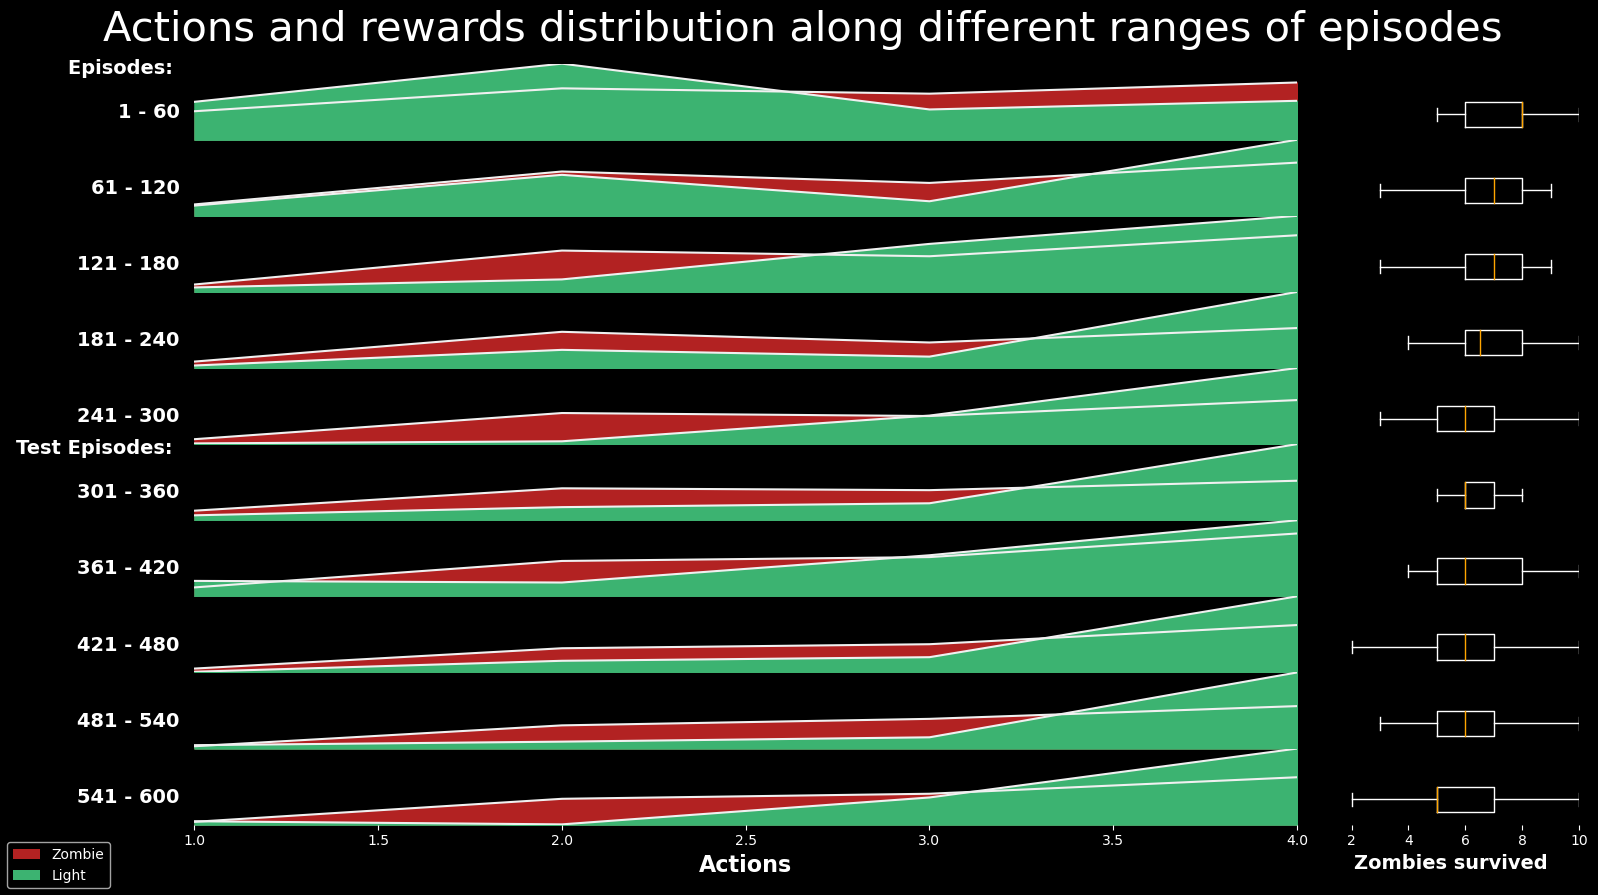 Actions and rewards distribution along different ranges of episodes
Episodes:
1 - 60
61 - 120
121 - 180
181 - 240
241 - 300
Test Episodes:
301 - 360
361 - 420
421 - 480
481 - 540
541 - 600
1.0 1.5 2.0 2.5 3.0 3.5 4.0
2 4 6 8 10
Actions
Zombies survived
Zombie
Light